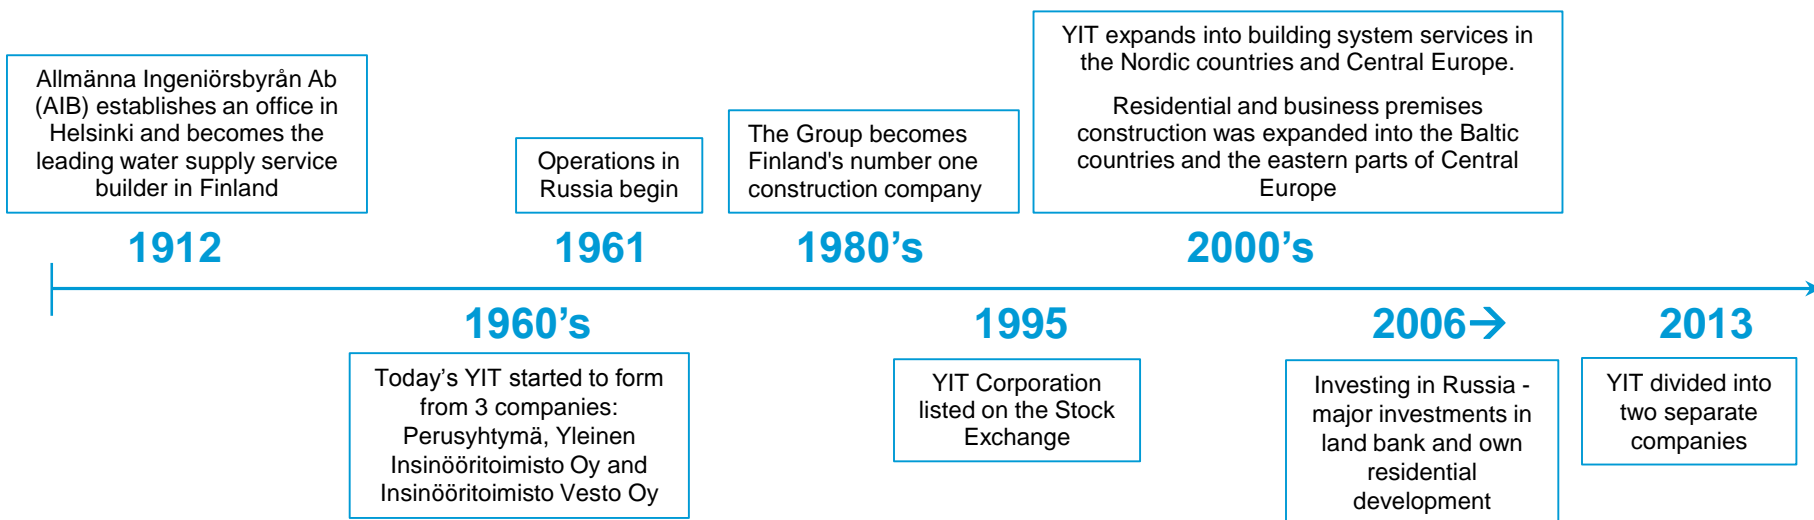 Allmänna Ingeniörsbyrån Ab
(AIB) establishes an office in
Helsinki and becomes the
leading water supply service
builder in Finland
1912
Operations in
Russia begin
1961
The Group becomes
Finland's number one
construction company
1980’s
YIT expands into building system services in
the Nordic countries and Central Europe.
Residential and business premises
construction was expanded into the Baltic
countries and the eastern parts of Central
Europe
2000’s
1960’s
Today’s YIT started to form
from 3 companies:
Perusyhtymä, Yleinen
Insinööritoimisto Oy and
Insinööritoimisto Vesto Oy
1995
YIT Corporation
listed on the Stock
Exchange
2006→
Investing in Russia -
major investments in
land bank and own
residential
development
2013
YIT divided into
two separate
companies